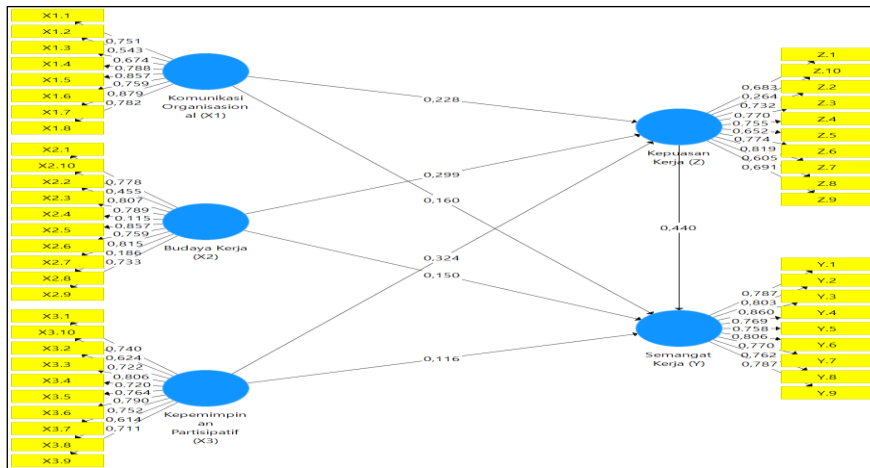 X1.1
X1.2
X1.3
X1.4
X1.5
X1.6
X1.7
X1.8
0,751
0,543
0,674
0,788
0,857
0,759
0,879
0,782
Komunikasi
Organisasion
al (X1)
X2.1
X2.10
X2.2
X2.3
X2.4
X2.5
X2.6
X2.7
X2.8
X2.9
0,778
0,455
0,807
0,789
0,115
0,857
0,759
0,815
0,186
0,733
Budaya Kerja
(X2)
X3.1
X3.10
X3.2
X3.3
X3.4
X3.5
X3.6
X3.7
X3.8
X3.9
0,740
0,624
0,722
0,806
0,720
0,764
0,790
0,752
0,614
0,711
Kepemimpin
an
Partisipatif
(X3)
0,228
0,299
0,160
0,324
0,150
0,116
0,440
Kepuasan
Kerja (Z)
0,683
0,264
0,732
0,770
0,755
0,652
0,774
0,819
0,605
0,691
Z.1
Z.10
Z.2
Z.3
Z.4
Z.5
Z.6
Z.7
Z.8
Z.9
Semangat
Kerja (Y)
0,787
0,803
0,860
0,769
0,758
0,806
0,770
0,762
0,787
Y.1
Y.2
Y.3
Y.4
Y.5
Y.6
Y.7
Y.8
Y.9